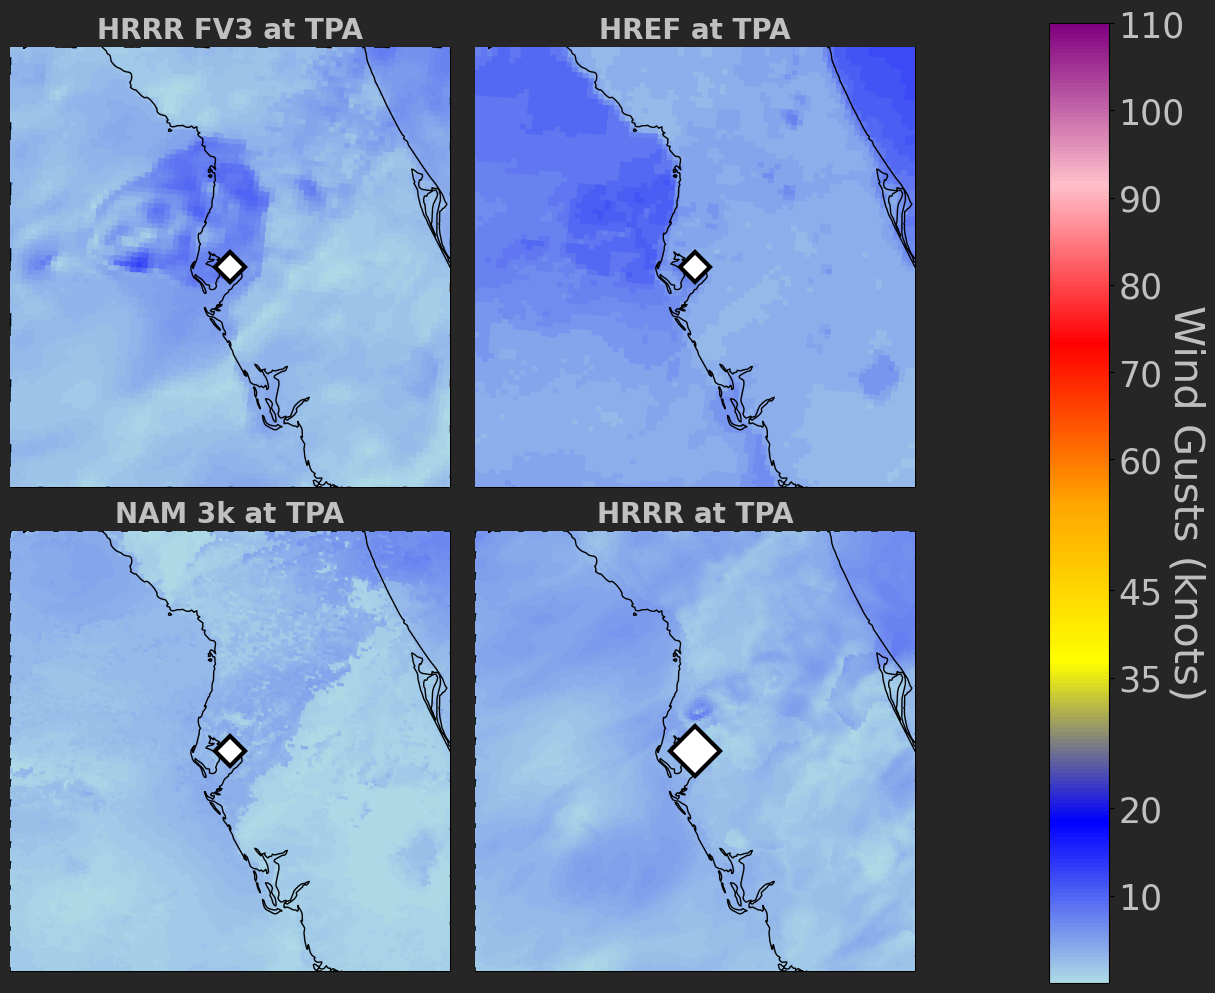 HRRR FV3 at TPA
HREF at TPA
NAM 3k at TPA
HRRR at TPA
110
100
90
80
70
60
45
35
20
10
Wind Gusts (knots)